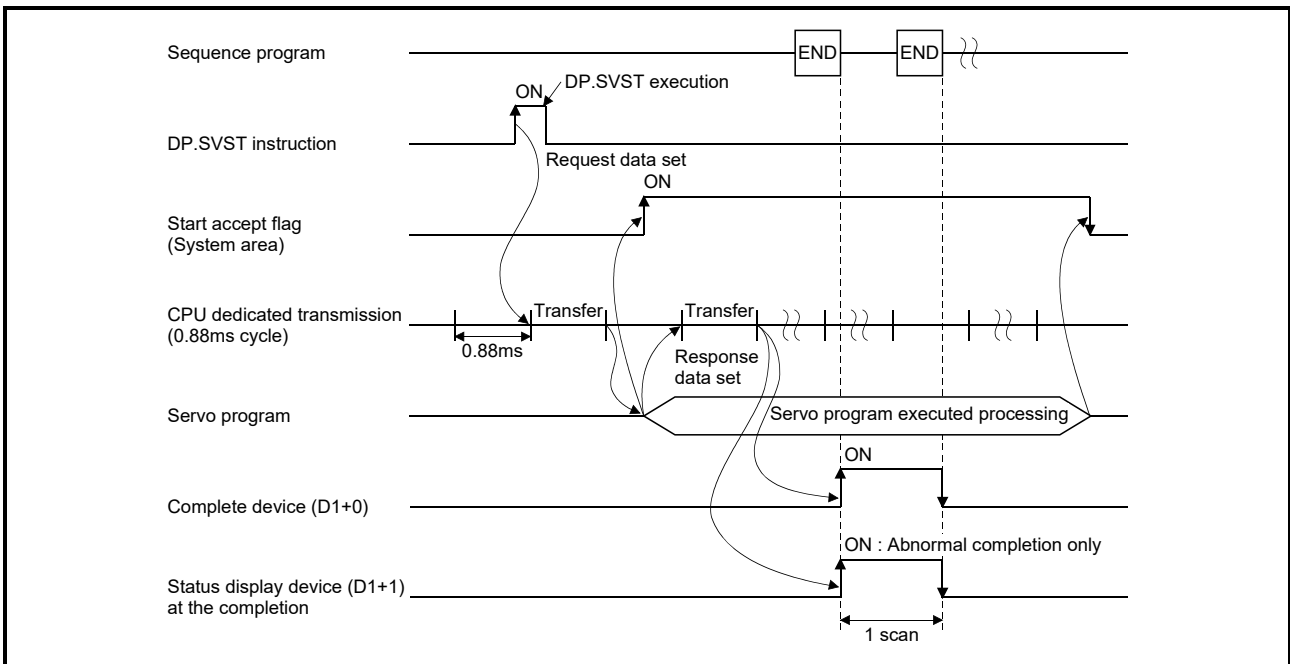 Sequence program
END
END
ON
DP.SVST execution
DP.SVST instruction
Request data set
ON
Start accept flag
(System area)
CPU dedicated transmission
(0.88ms cycle)
Transfer
Transfer
0.88ms
Response
data set
Servo program
Servo program executed processing
ON
Complete device (D1+0)
ON : Abnormal completion only
Status display device (D1+1)
at the completion
1 scan